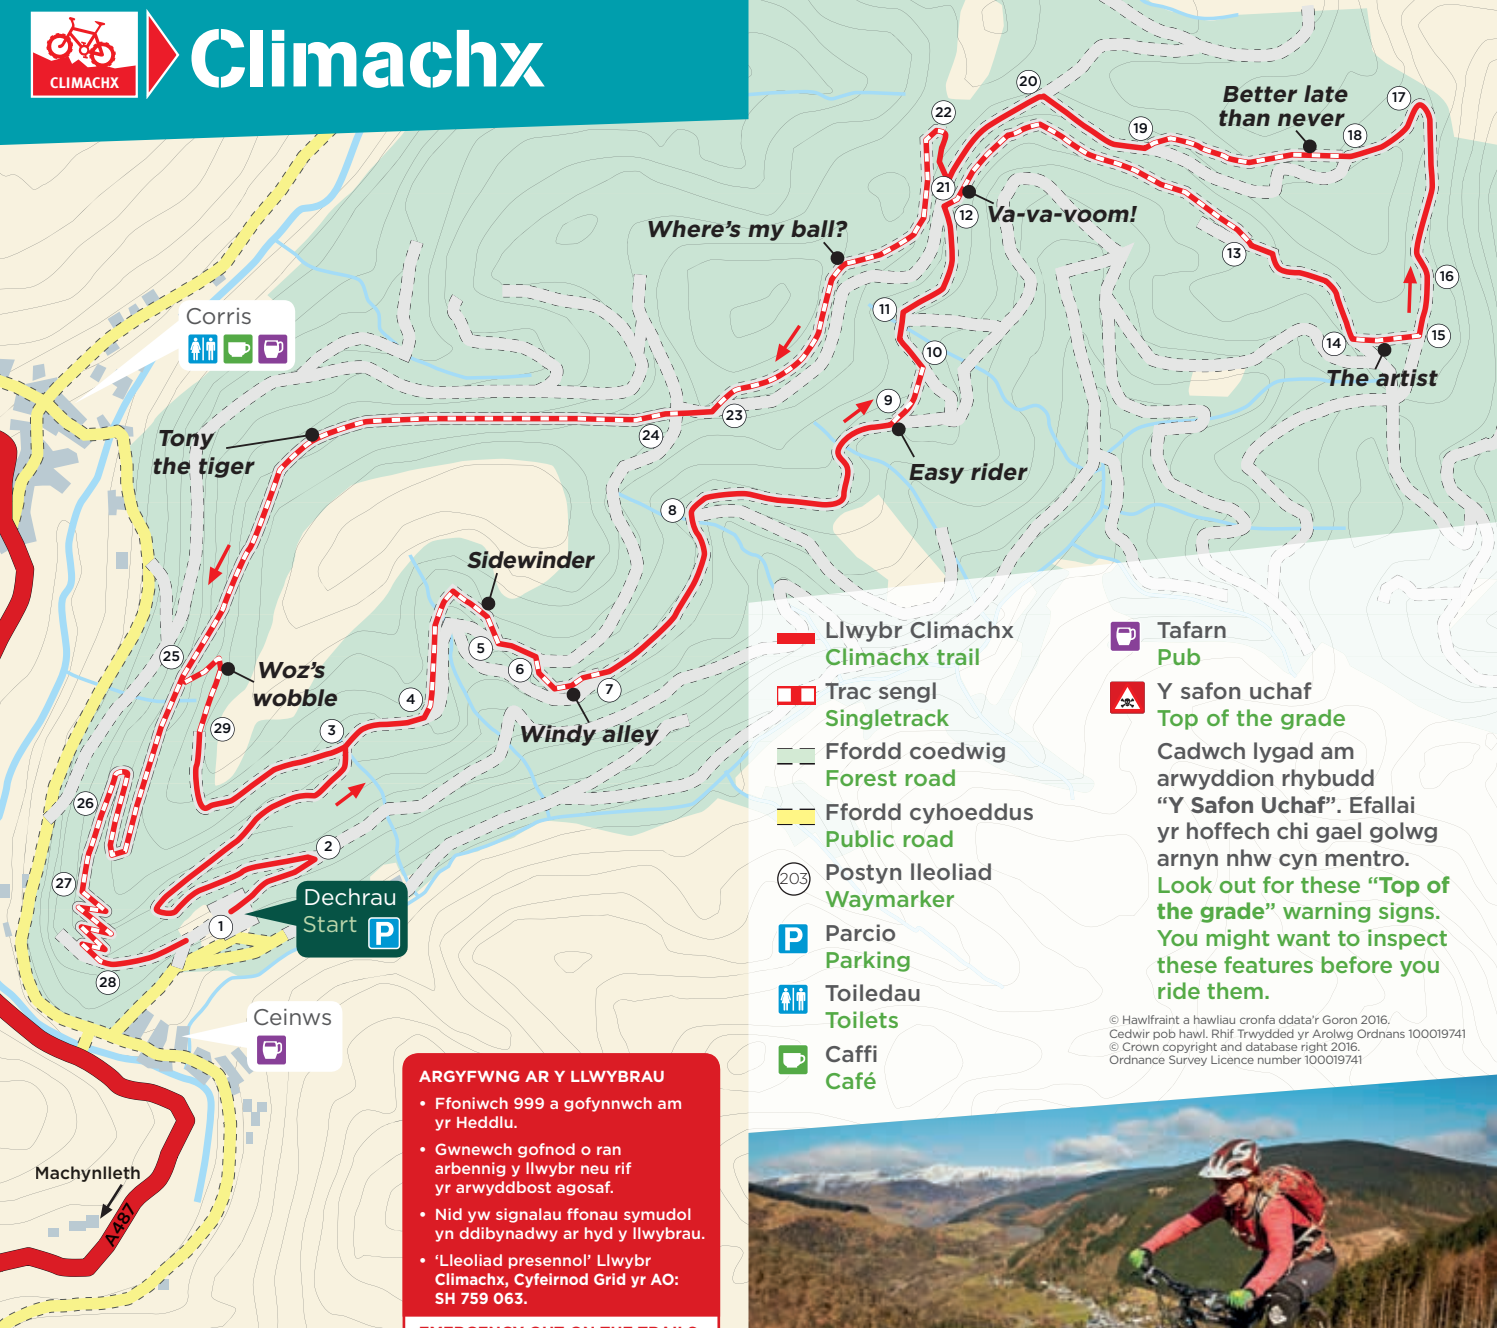 CLIMACHX
Climachx
Corris
Where's my ball?
Va-va-voom!
Better late
than never
The artist
Easy rider
Tony
the tiger
Sidewinder
Windy alley
Woz's
wobble
1
2
3
4
5
6
7
8
9
10
11
12
13
14
15
16
17
18
19
20
21
22
23
24
25
26
27
28
29
Dechrau
Start
P
Ceinws
Machynlleth
A487
Llwybr Climachx
Climachx trail
Trac sengl
Singletrack
Ffordd coedwig
Forest road
Ffordd cyhoeddus
Public road
203
Postyn lleoliad
Waymarker
P
Parcio
Parking
Toiledau
Toilets
Caffi
Café
Tafarn
Pub
Y safon uchaf
Top of the grade
Cadwch lygad am
arwyddion rhybudd
“Y Safon Uchaf”. Efallai
yr hoffech chi gael golwg
arnyn nhw cyn mentro.
Look out for these “Top of
the grade” warning signs.
You might want to inspect
these features before you
ride them.
© Hawlfraint a hawliau cronfa ddata’r Goron 2016.
Cedwir pob hawl. Rhif Trwydded yr Arolwg Ordnans 100019741
© Crown copyright and database right 2016.
Ordnance Survey Licence number 100019741
ARGYFWNG AR Y LLWYBRAU
• Ffoniwch 999 a gofynnwch am
yr Heddlu.
• Gwnewch gofnod o ran
arbennig y llwybr neu rif
yr arwyddbost agosaf.
• Nid yw signalau ffonau symudol
yn ddibynadwy ar hyd y llwybrau.
• ‘Lleoliad presennol’ Llwybr
Climachx, Cyfeirnod Grid yr AO:
SH 759 063.